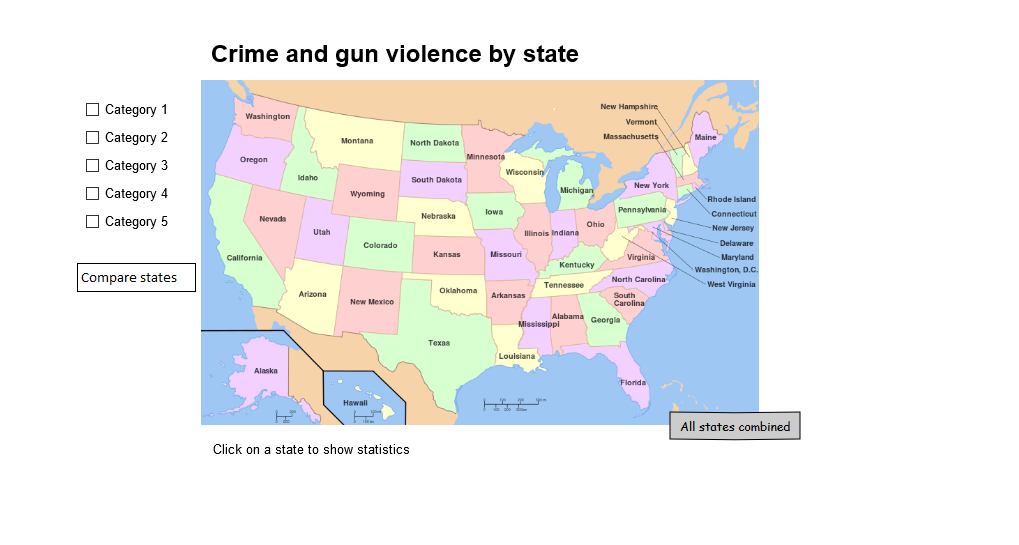 Crime and gun violence by state
Category 1
Category 2
Category 3
Category 4
Category 5
Compare states
Washington
Oregon
California
Nevada
Idaho
Montana
Wyoming
Utah
Colorado
Arizona
New Mexico
North Dakota
South Dakota
Nebraska
Kansas
Oklahoma
Texas
Minnesota
Iowa
Missouri
Arkansas
Louisiana
Wisconsin
Illinois
Michigan
Indiana
Ohio
Kentucky
Tennessee
Mississippi
Alabama
Georgia
Florida
South
Carolina
North Carolina
Virginia
Pennsylvania
New York
Maine
New Hampshire
Vermont
Massachusetts
Rhode Island
Connecticut
New Jersey
Delaware
Maryland
Washington, D.C.
West Virginia
Alaska
Hawaii
All states combined
Click on a state to show statistics